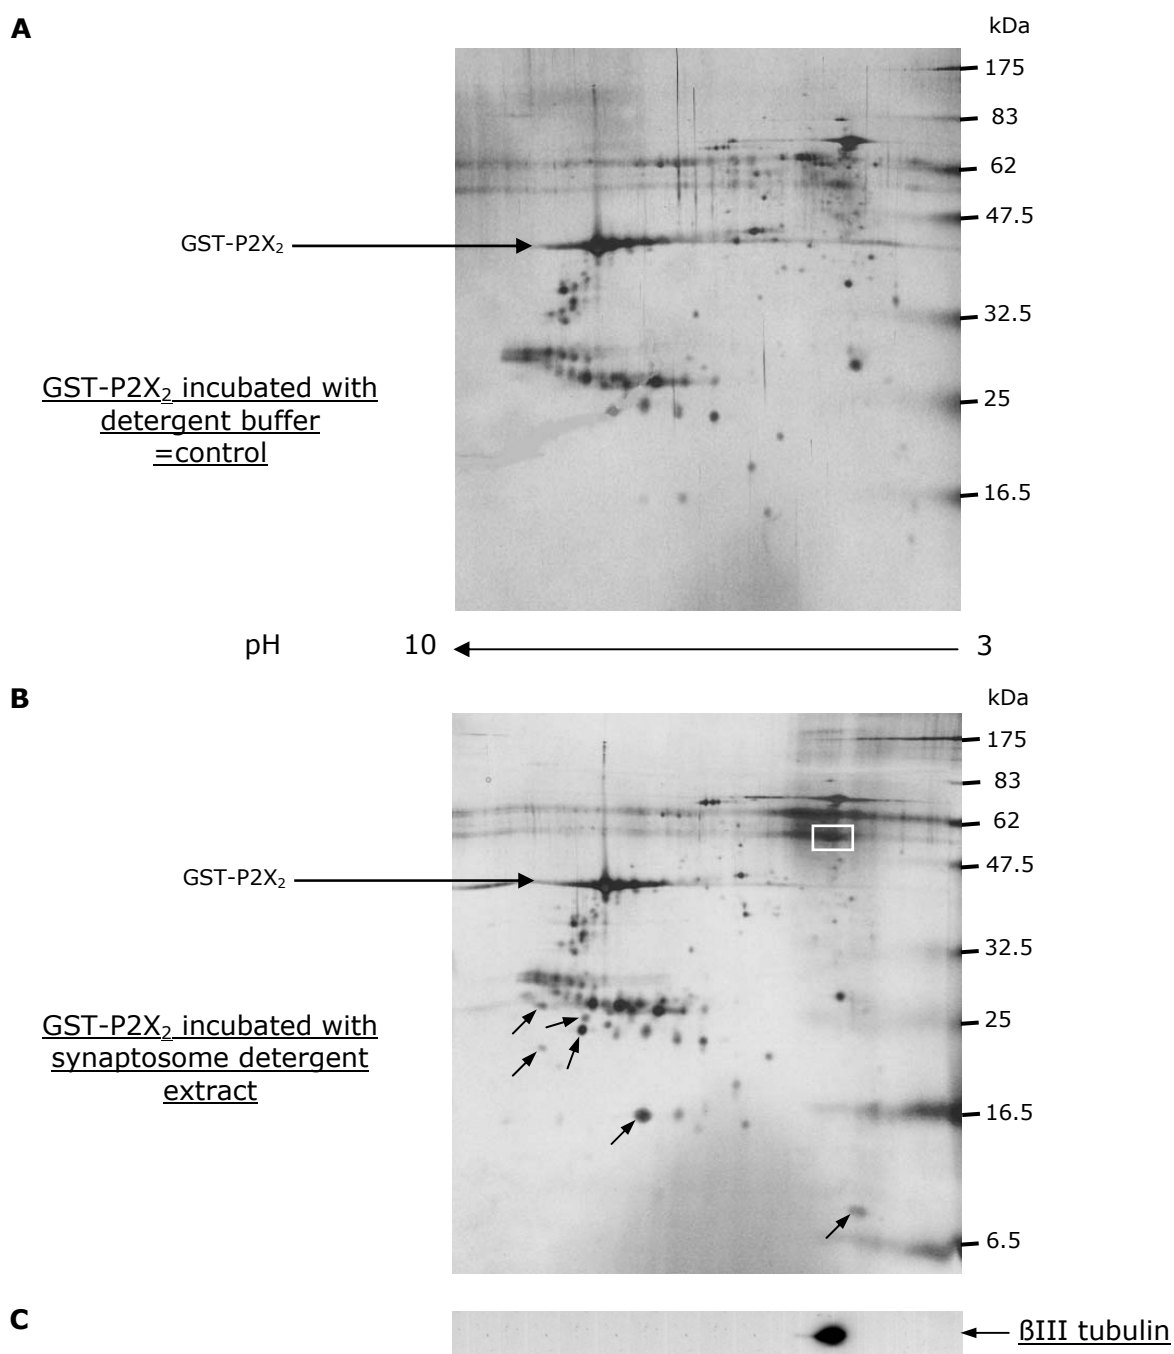 A
kDa
175
83
62
47.5
GST-P2X₂
32.5
GST-P2X₂ incubated with
detergent buffer
=control
25
16.5
pH 10 3
B
kDa
175
83
62
47.5
GST-P2X₂
32.5
GST-P2X₂ incubated with
synaptosome detergent
extract
25
16.5
6.5
C
ßIII tubulin